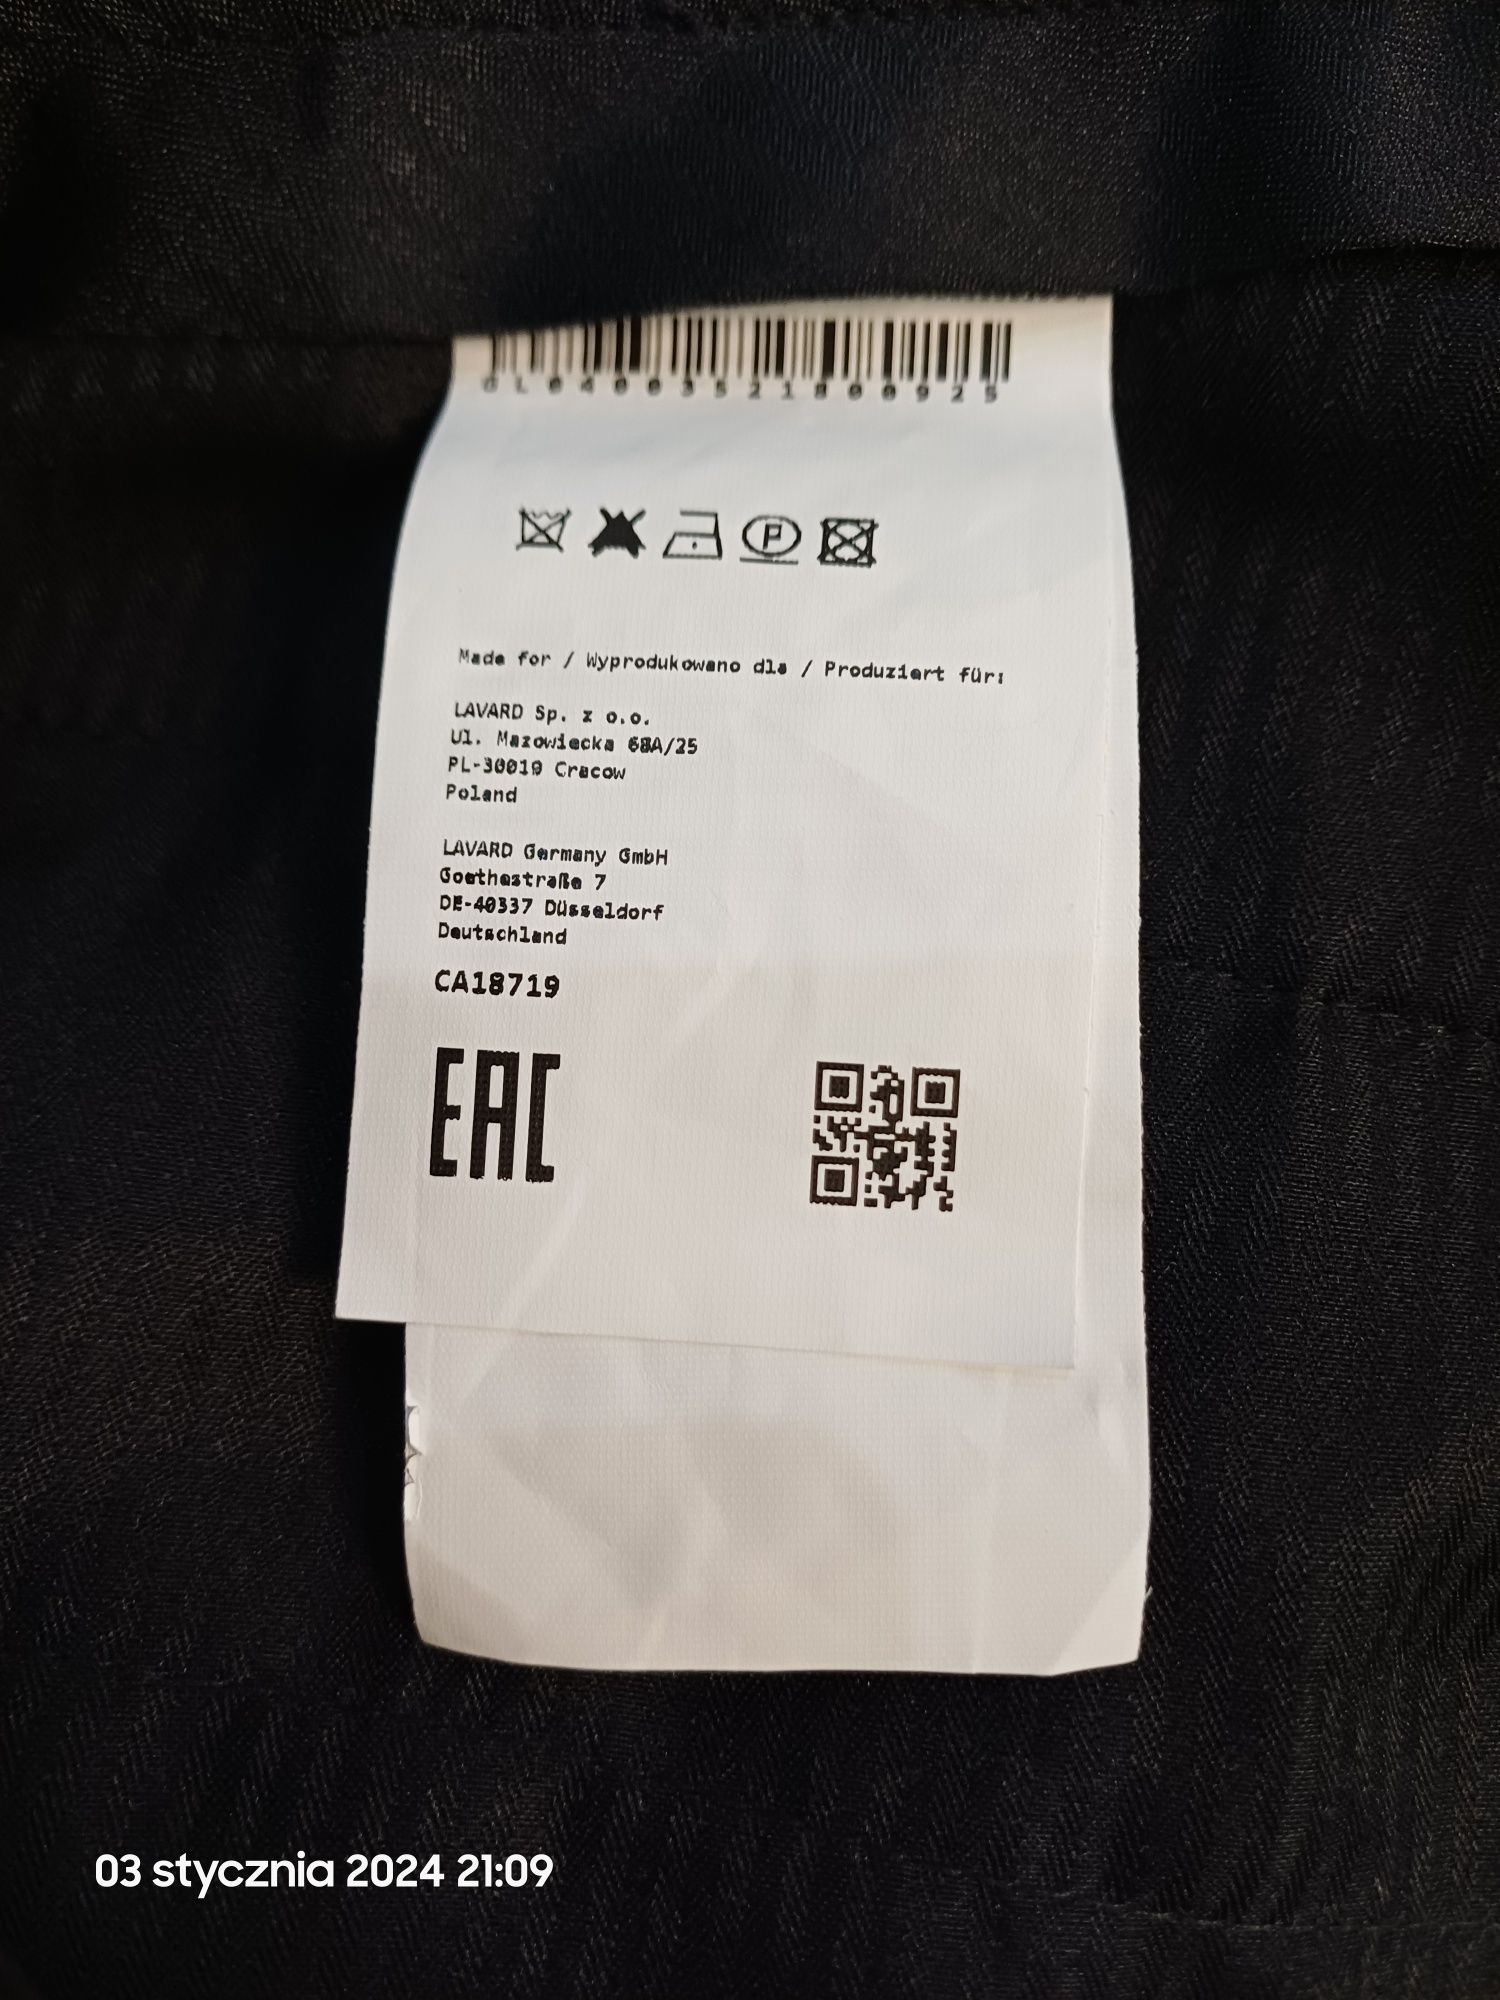 GL0400352180092S
P
Made for / Wyprodukowano dla / Produziert für:
LAVARD Sp. z o.o.
Ul. Mazowiecka 68A/25
PL-30019 Cracow
Poland
LAVARD Germany GmbH
Goethestraße 7
DE-40337 Düsseldorf
Deutschland
CA18719
EAC
03 stycznia 2024 21:09